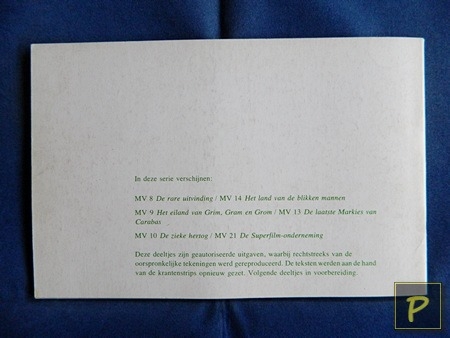 In deze serie verschijnen:
MV 8 De rare uitvinding / MV 14 Het land van de blikken mannen
MV 9 Het eiland van Grim, Gram en Grom / MV 13 De laatste Markies van
Carabas
MV 10 De zieke hertog / MV 21 De Superfilm-onderneming
Deze deeltjes zijn geautoriseerde uitgaven, waarbij rechtstreeks van de
oorspronkelijke tekeningen werd gereproduceerd. De teksten werden aan de hand
van de krantenstrips opnieuw gezet. Volgende deeltjes in voorbereiding.
P